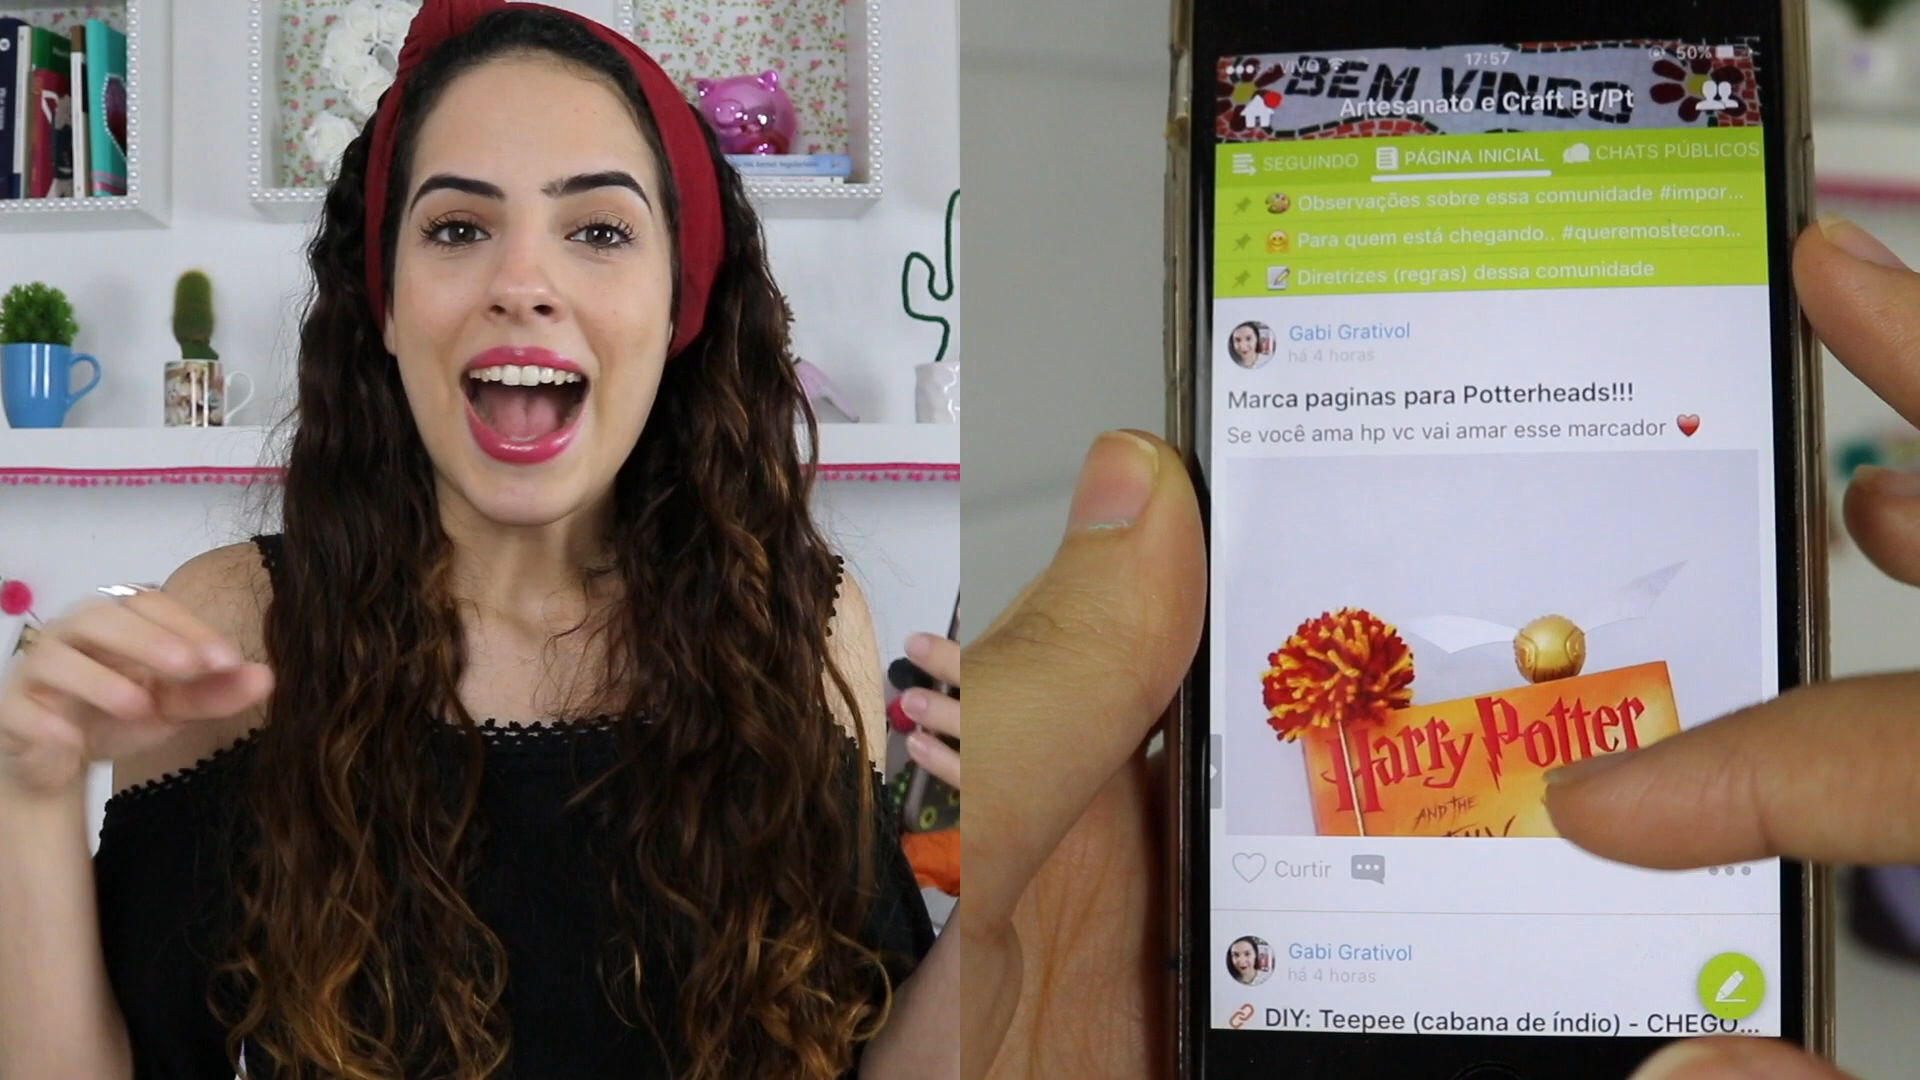 VIVO
17:57
50%
BEM VINDO
Artesanato e Craft Br/Pt
SEGUINDO
PÁGINA INICIAL
CHATS PÚBLICOS
Observações sobre essa comunidade #impor...
Para quem está chegando.. #queremostecon...
Diretrizes (regras) dessa comunidade
Gabi Grativol
há 4 horas
Marca paginas para Potterheads!!!
Se você ama hp vc vai amar esse marcador
Harry Potter
AND THE
Curtir
Gabi Grativol
há 4 horas
DIY: Teepee (cabana de índio) - CHEGO...